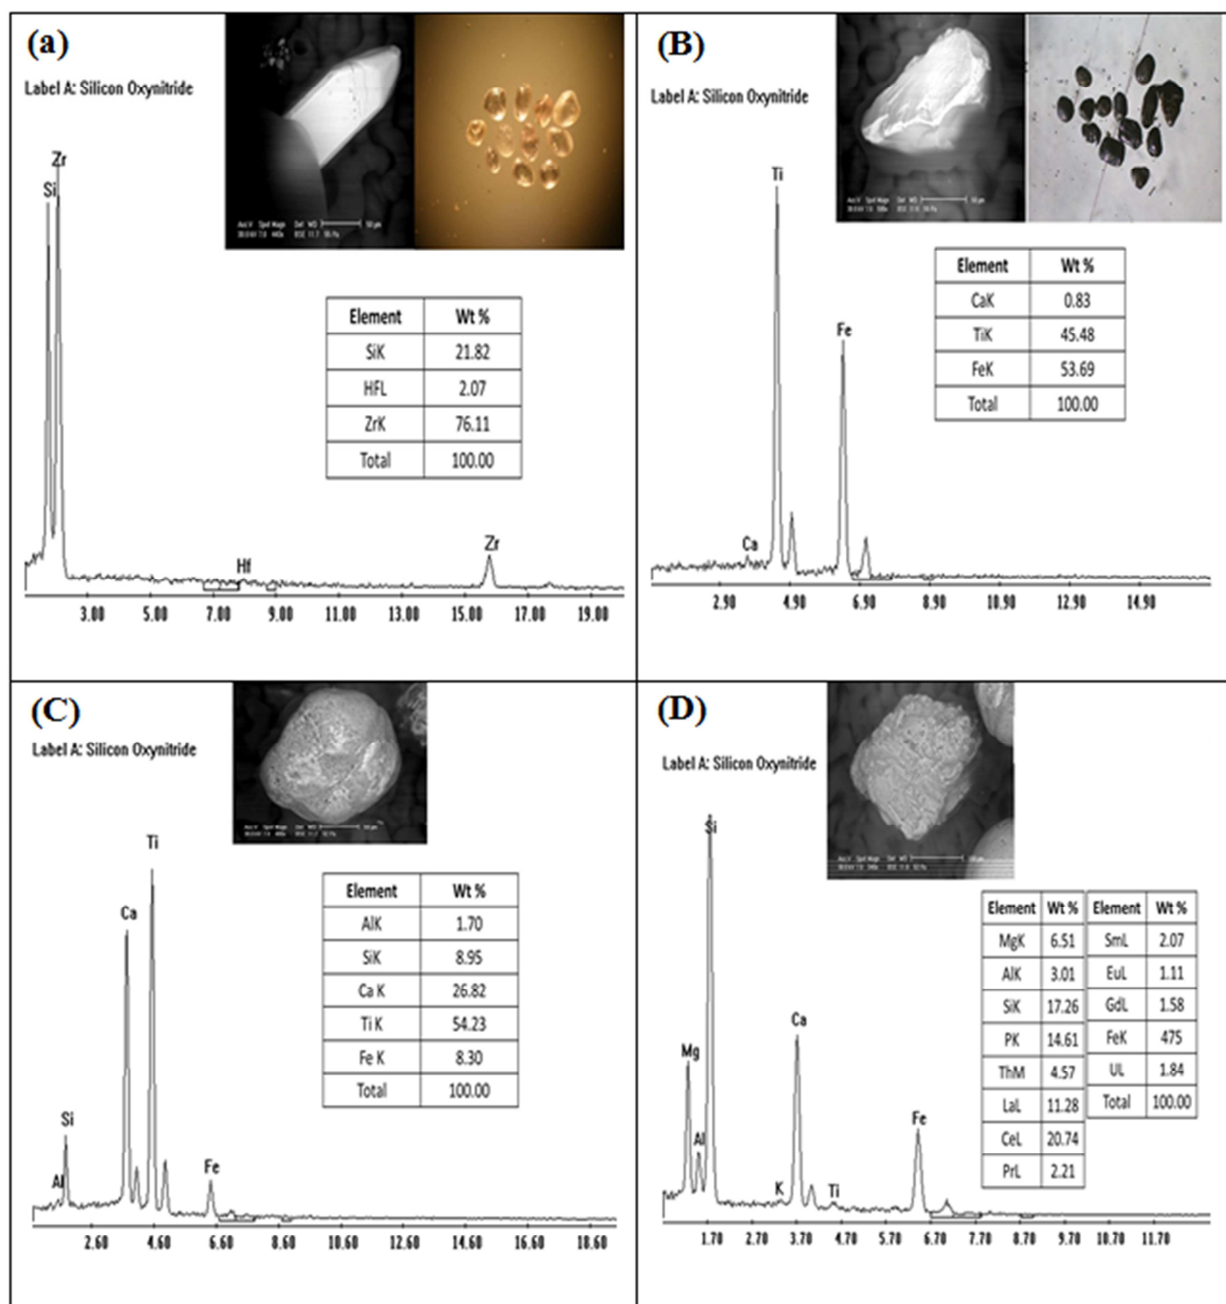 (a)
Label A: Silicon Oxynitride
Zr
Si
Hf
Zr
Element Wt %
SiK 21.82
HFL 2.07
ZrK 76.11
Total 100.00
3.00 5.00 7.00 9.00 11.00 13.00 15.00 17.00 19.00
(B)
Label A: Silicon Oxynitride
Ti
Fe
Ca
Element Wt %
CaK 0.83
TiK 45.48
FeK 53.69
Total 100.00
2.90 4.90 6.90 8.90 10.90 12.90 14.90
(C)
Label A: Silicon Oxynitride
Ti
Ca
Si
Al
Fe
Element Wt %
AlK 1.70
SiK 8.95
Ca K 26.82
Ti K 54.23
Fe K 8.30
Total 100.00
2.60 4.60 6.60 8.60 10.60 12.60 14.60 16.60 18.60
(D)
Label A: Silicon Oxynitride
Si
Mg
Al
K
Ca
Ti
Fe
Element Wt % Element Wt %
MgK 6.51 SmL 2.07
AlK 3.01 EuL 1.11
SiK 17.26 GdL 1.58
PK 14.61 FeK 475
ThM 4.57 UL 1.84
LaL 11.28 Total 100.00
CeL 20.74
PrL 2.21
1.70 2.70 3.70 4.70 5.70 6.70 7.70 8.70 9.70 10.70 11.70